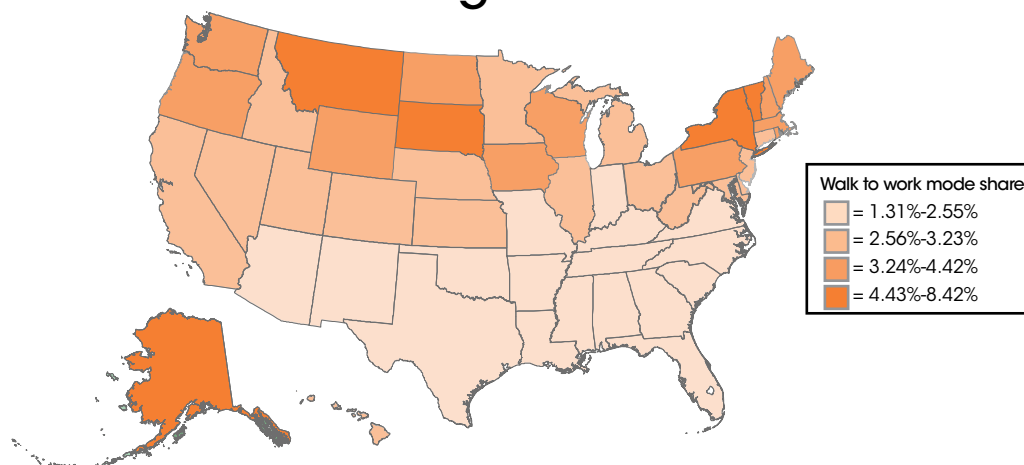 Walk to work mode share
= 1.31%-2.55%
= 2.56%-3.23%
= 3.24%-4.42%
= 4.43%-8.42%